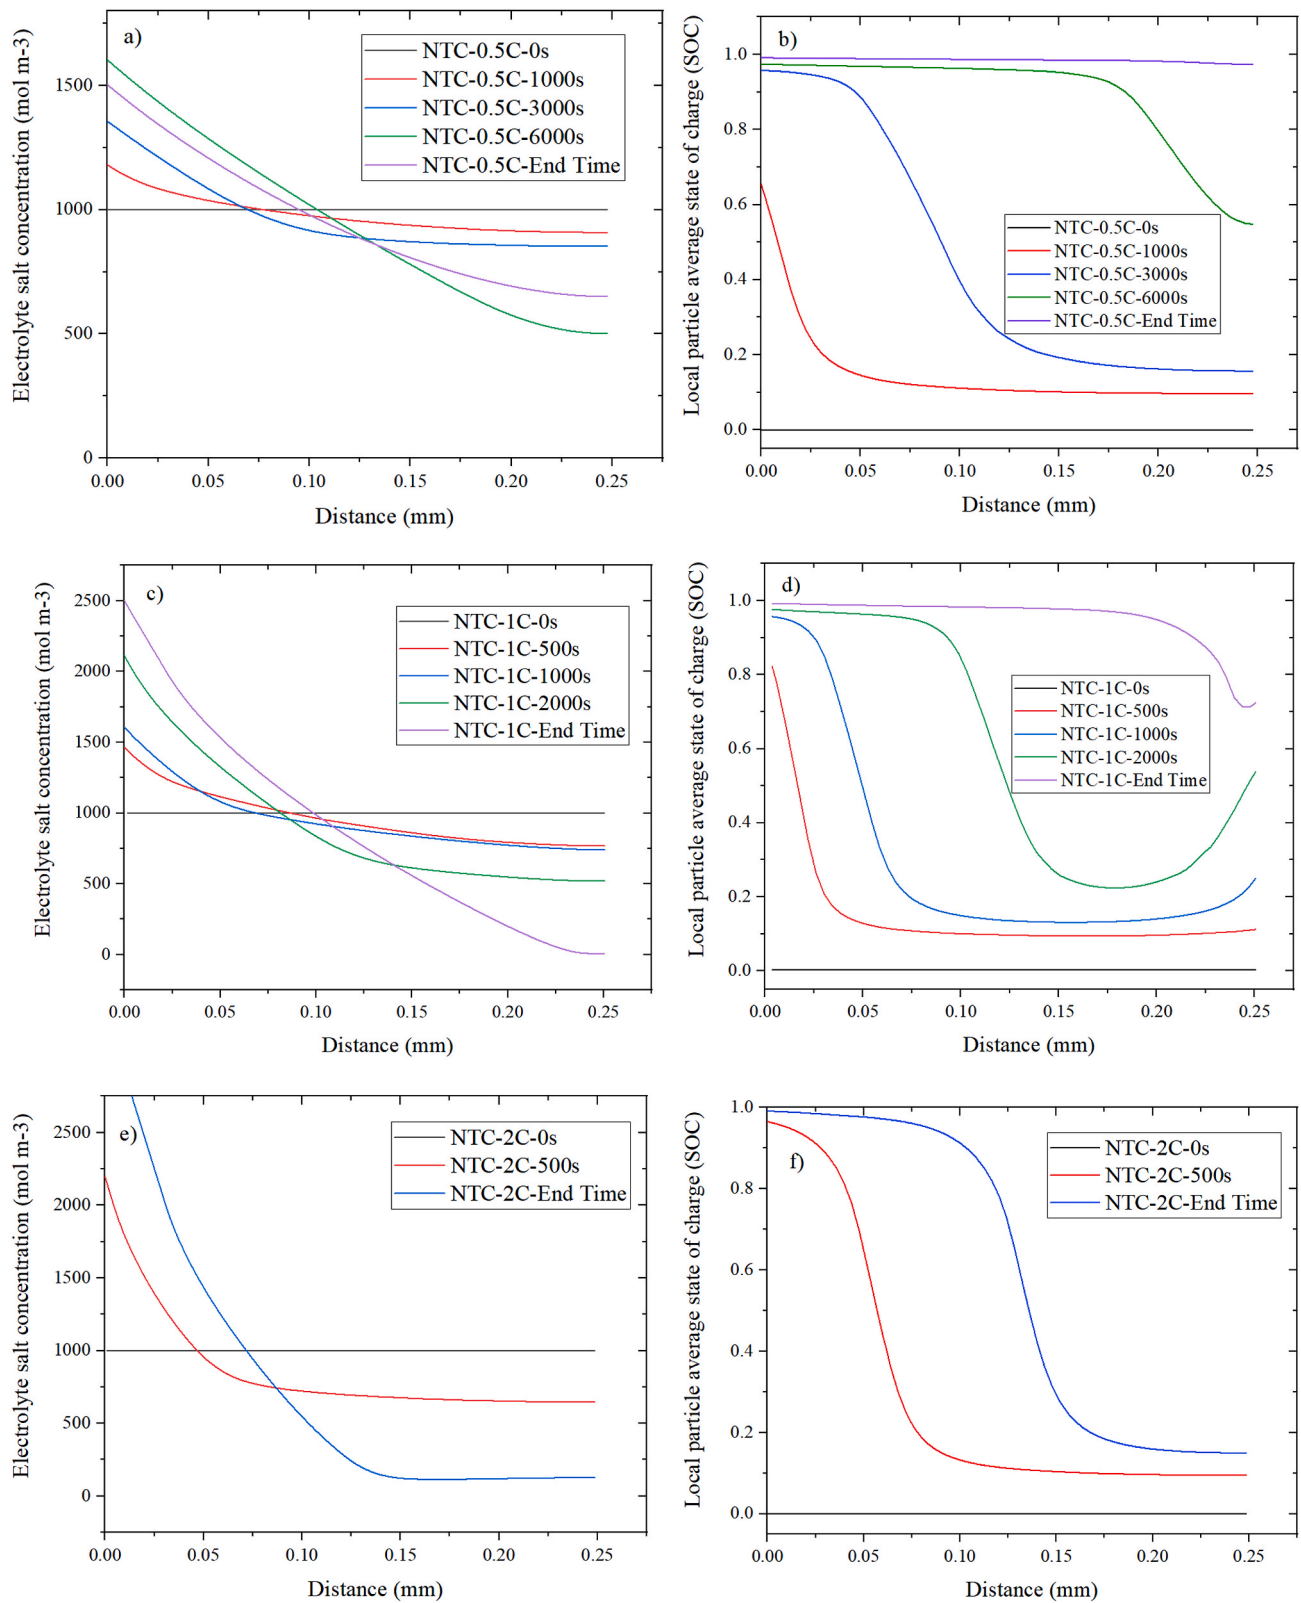 a)
NTC-0.5C-0s
NTC-0.5C-1000s
NTC-0.5C-3000s
NTC-0.5C-6000s
NTC-0.5C-End Time
Electrolyte salt concentration (mol m-3)
1500
1000
500
0
0.00 0.05 0.10 0.15 0.20 0.25
Distance (mm)
b)
NTC-0.5C-0s
NTC-0.5C-1000s
NTC-0.5C-3000s
NTC-0.5C-6000s
NTC-0.5C-End Time
Local particle average state of charge (SOC)
1.0
0.8
0.6
0.4
0.2
0.0
0.00 0.05 0.10 0.15 0.20 0.25
Distance (mm)
c)
NTC-1C-0s
NTC-1C-500s
NTC-1C-1000s
NTC-1C-2000s
NTC-1C-End Time
Electrolyte salt concentration (mol m-3)
2500
2000
1500
1000
500
0
0.00 0.05 0.10 0.15 0.20 0.25
Distance (mm)
d)
NTC-1C-0s
NTC-1C-500s
NTC-1C-1000s
NTC-1C-2000s
NTC-1C-End Time
Local particle average state of charge (SOC)
1.0
0.8
0.6
0.4
0.2
0.0
0.00 0.05 0.10 0.15 0.20 0.25
Distance (mm)
e)
NTC-2C-0s
NTC-2C-500s
NTC-2C-End Time
Electrolyte salt concentration (mol m-3)
2500
2000
1500
1000
500
0
0.00 0.05 0.10 0.15 0.20 0.25
Distance (mm)
f)
NTC-2C-0s
NTC-2C-500s
NTC-2C-End Time
Local particle average state of charge (SOC)
1.0
0.8
0.6
0.4
0.2
0.0
0.00 0.05 0.10 0.15 0.20 0.25
Distance (mm)